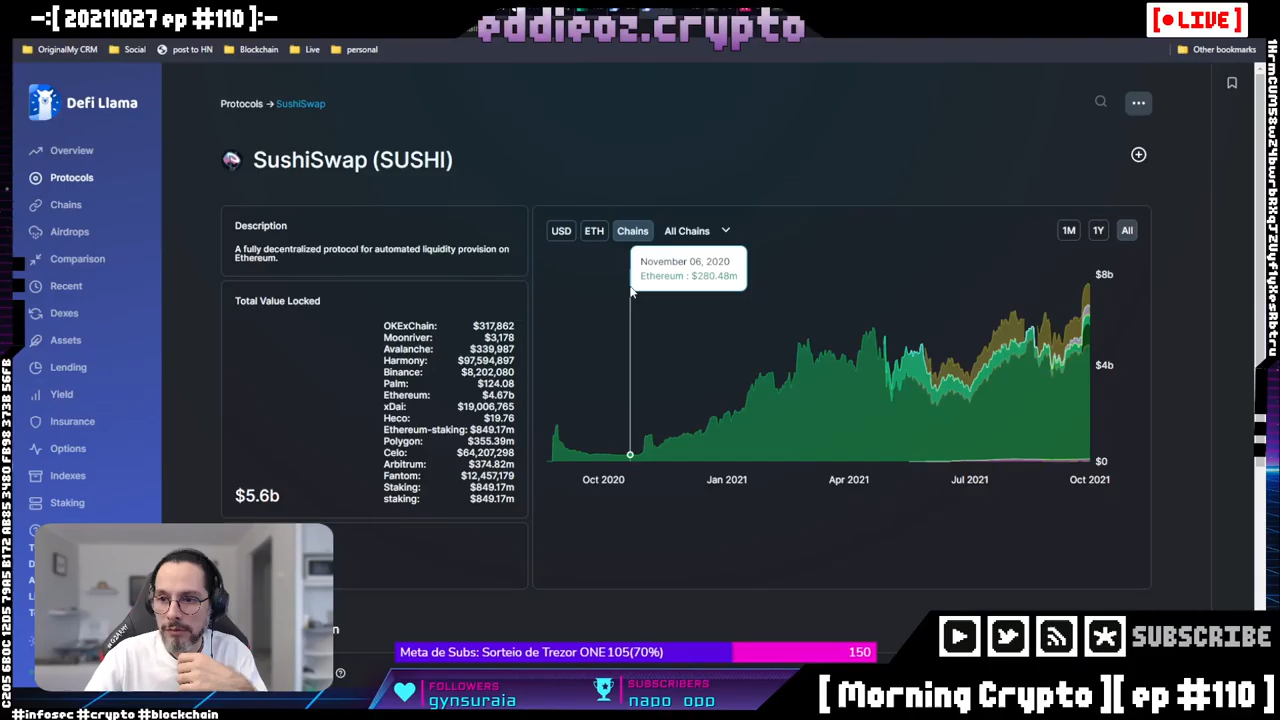 -:[ 20211027 ep #110 ]:-
eddieoz.crypto
[ ● LIVE ]
OriginalMy CRM
Social
post to HN
Blockchain
Live
personal
Other bookmarks
Defi Llama
Overview
Protocols
Chains
Airdrops
Comparison
Recent
Dexes
Assets
Lending
Yield
Insurance
Options
Indexes
Staking
Protocols → SushiSwap
SushiSwap (SUSHI)
Description
A fully decentralized protocol for automated liquidity provision on
Ethereum.
Total Value Locked
$5.6b
OKExChain: $317,862
Moonriver: $3,178
Avalanche: $339,987
Harmony: $97,594,897
Binance: $8,202,080
Palm: $124.08
Ethereum: $4.67b
xDai: $19,006,765
Heco: $19.76
Ethereum-staking: $849.17m
Polygon: $355.39m
Celo: $64,207,298
Arbitrum: $374.82m
Fantom: $12,457,179
Staking: $849.17m
staking: $849.17m
USD ETH Chains All Chains
1M 1Y All
November 06, 2020
Ethereum : $280.48m
$8b
$4b
$0
Oct 2020 Jan 2021 Apr 2021 Jul 2021 Oct 2021
Meta de Subs: Sorteio de Trezor ONE 105(70%) 150
FOLLOWERS
gynsuraia
SUBSCRIBERS
napo_opp
SUBSCRIBE
[ Morning Crypto ][ ep #110 ]
#infosec #crypto #blockchain